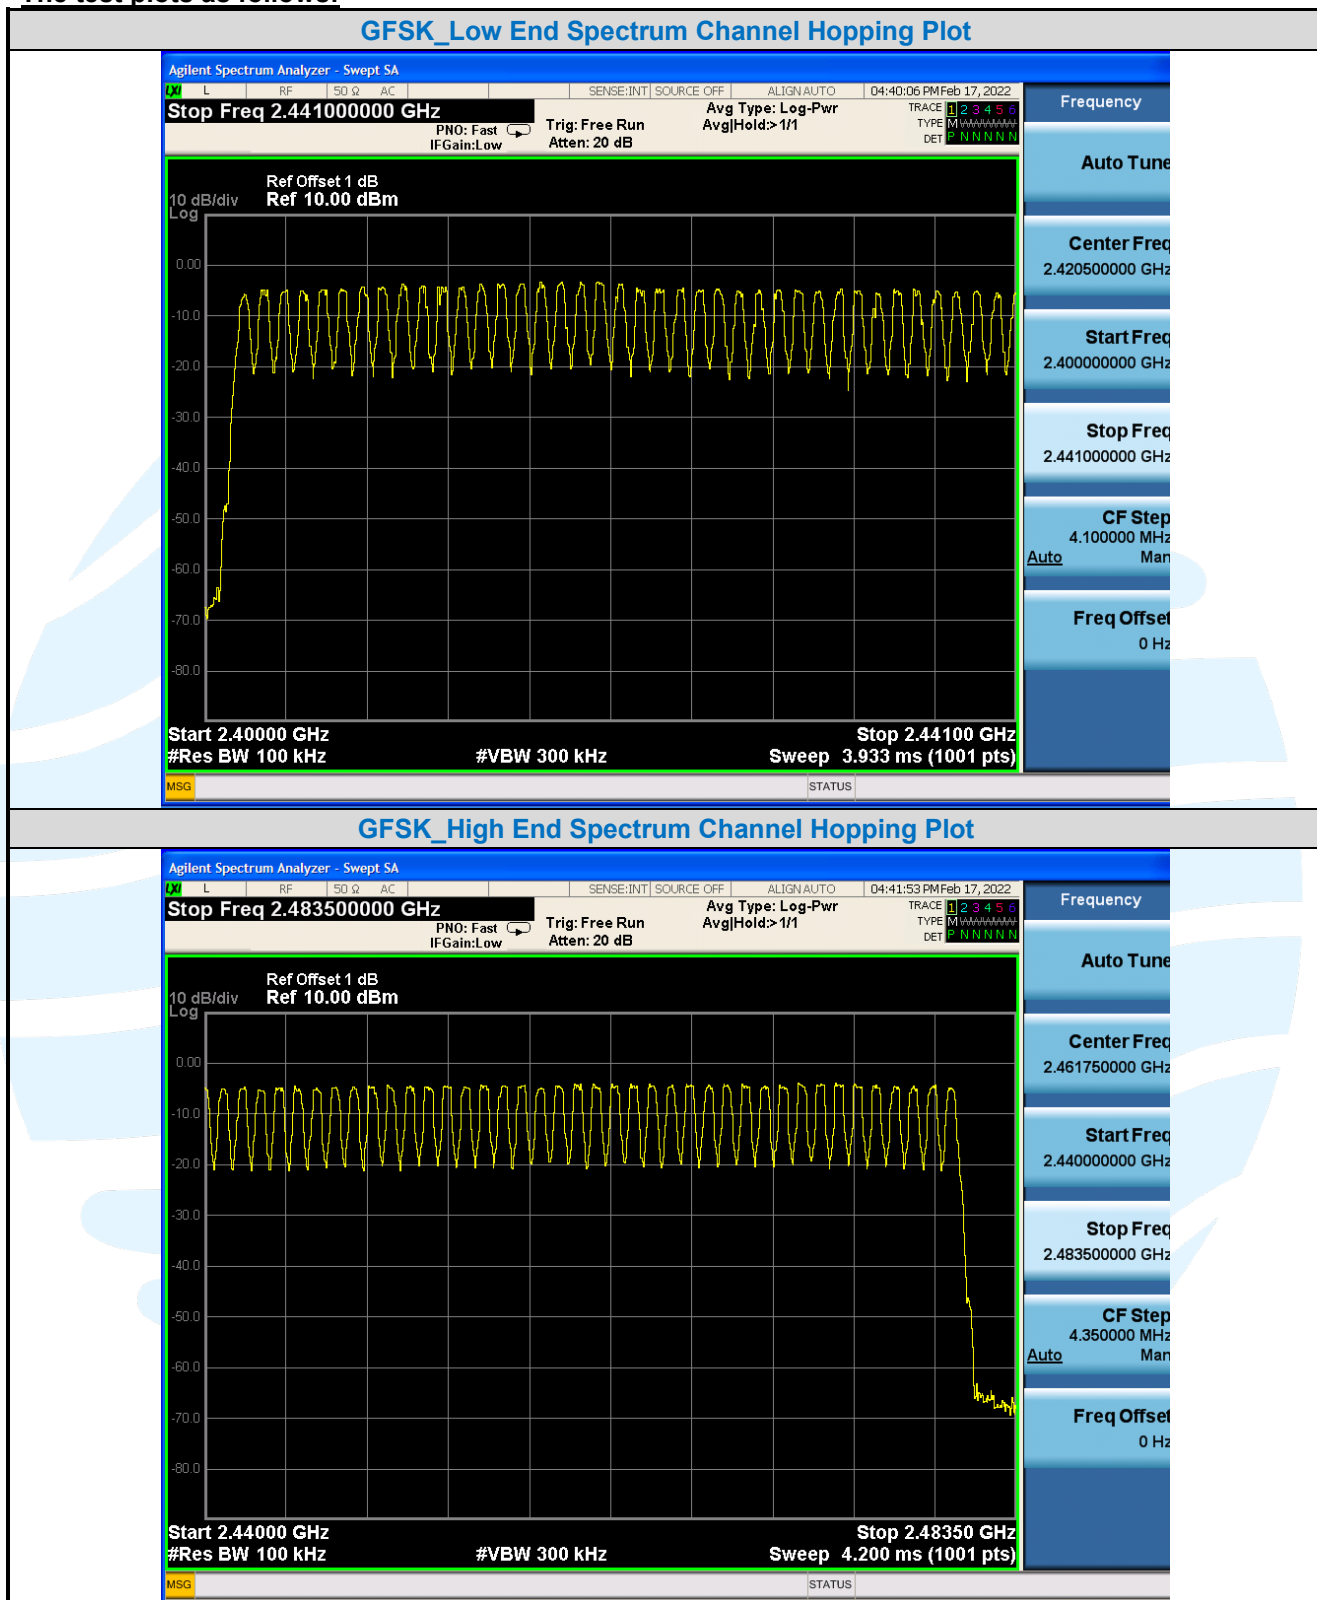 The test plots as follows:
GFSK_Low End Spectrum Channel Hopping Plot
Agilent Spectrum Analyzer - Swept SA
LXI L RF 50 Ω AC SENSE:INT SOURCE OFF ALIGN AUTO 04:40:06 PM Feb 17, 2022
Stop Freq 2.441000000 GHz
PNO: Fast
IFGain:Low
Trig: Free Run
Atten: 20 dB
Avg Type: Log-Pwr
Avg|Hold:> 1/1
TRACE 1 2 3 4 5 6
TYPE M
DET P N N N N N
Ref Offset 1 dB
10 dB/div Ref 10.00 dBm
Log
0.00
-10.0
-20.0
-30.0
-40.0
-50.0
-60.0
-70.0
-80.0
Start 2.40000 GHz Stop 2.44100 GHz
#Res BW 100 kHz #VBW 300 kHz Sweep 3.933 ms (1001 pts)
MSG STATUS
Frequency
Auto Tune
Center Freq
2.420500000 GHz
Start Freq
2.400000000 GHz
Stop Freq
2.441000000 GHz
CF Step
4.100000 MHz
Auto Man
Freq Offset
0 Hz
GFSK_High End Spectrum Channel Hopping Plot
Agilent Spectrum Analyzer - Swept SA
LXI L RF 50 Ω AC SENSE:INT SOURCE OFF ALIGN AUTO 04:41:53 PM Feb 17, 2022
Stop Freq 2.483500000 GHz
PNO: Fast
IFGain:Low
Trig: Free Run
Atten: 20 dB
Avg Type: Log-Pwr
Avg|Hold:> 1/1
TRACE 1 2 3 4 5 6
TYPE M
DET P N N N N N
Ref Offset 1 dB
10 dB/div Ref 10.00 dBm
Log
0.00
-10.0
-20.0
-30.0
-40.0
-50.0
-60.0
-70.0
-80.0
Start 2.44000 GHz Stop 2.48350 GHz
#Res BW 100 kHz #VBW 300 kHz Sweep 4.200 ms (1001 pts)
MSG STATUS
Frequency
Auto Tune
Center Freq
2.461750000 GHz
Start Freq
2.440000000 GHz
Stop Freq
2.483500000 GHz
CF Step
4.350000 MHz
Auto Man
Freq Offset
0 Hz